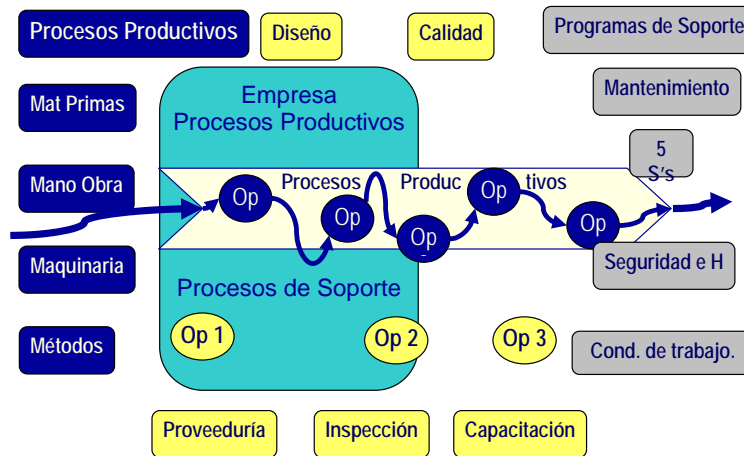 Procesos Productivos
Diseño
Calidad
Programas de Soporte
Mat Primas
Empresa
Procesos Productivos
Mantenimiento
5
S's
Mano Obra
Op
Procesos
Op
Produc
Op
Op
tivos
Op
Maquinaria
Procesos de Soporte
Seguridad e H
Métodos
Op 1
Op 2
Op 3
Cond. de trabajo.
Proveeduría
Inspección
Capacitación